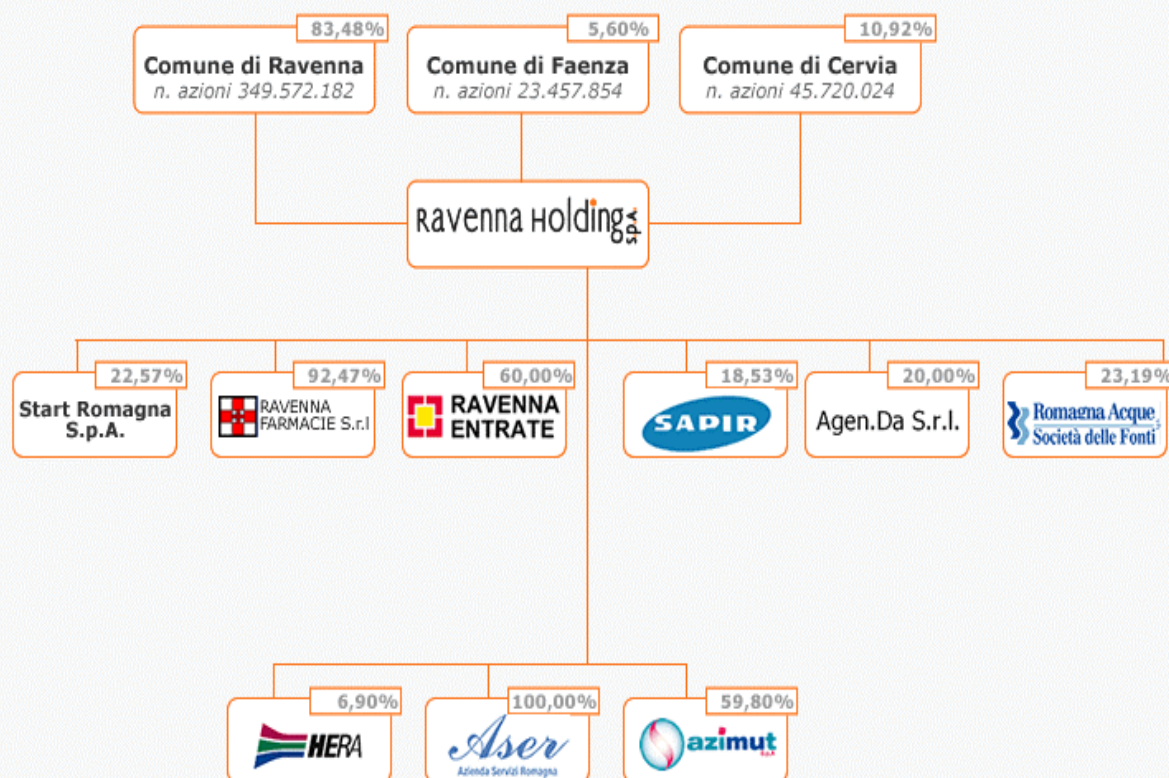 83,48%
Comune di Ravenna
n. azioni 349.572.182
5,60%
Comune di Faenza
n. azioni 23.457.854
10,92%
Comune di Cervia
n. azioni 45.720.024
Ravenna Holding
S.p.A.
22,57%
Start Romagna
S.p.A.
92,47%
RAVENNA
FARMACIE S.r.l
60,00%
RAVENNA
ENTRATE
18,53%
SAPIR
20,00%
Agen.Da S.r.l.
23,19%
Romagna Acque
Società delle Fonti
6,90%
HERA
100,00%
Aser
Azienda Servizi Romagna
59,80%
azimut
S.p.A.